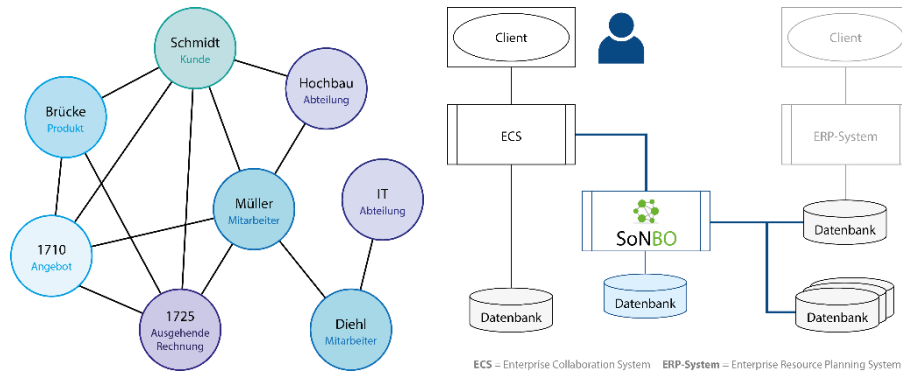 Schmidt
Kunde
Hochbau
Abteilung
Brücke
Produkt
IT
Abteilung
Müller
Mitarbeiter
1710
Angebot
1725
Ausgehende
Rechnung
Diehl
Mitarbeiter
Client
Client
ECS
ERP-System
SoNBO
Datenbank
Datenbank
Datenbank
Datenbank
ECS = Enterprise Collaboration System ERP-System = Enterprise Resource Planning System